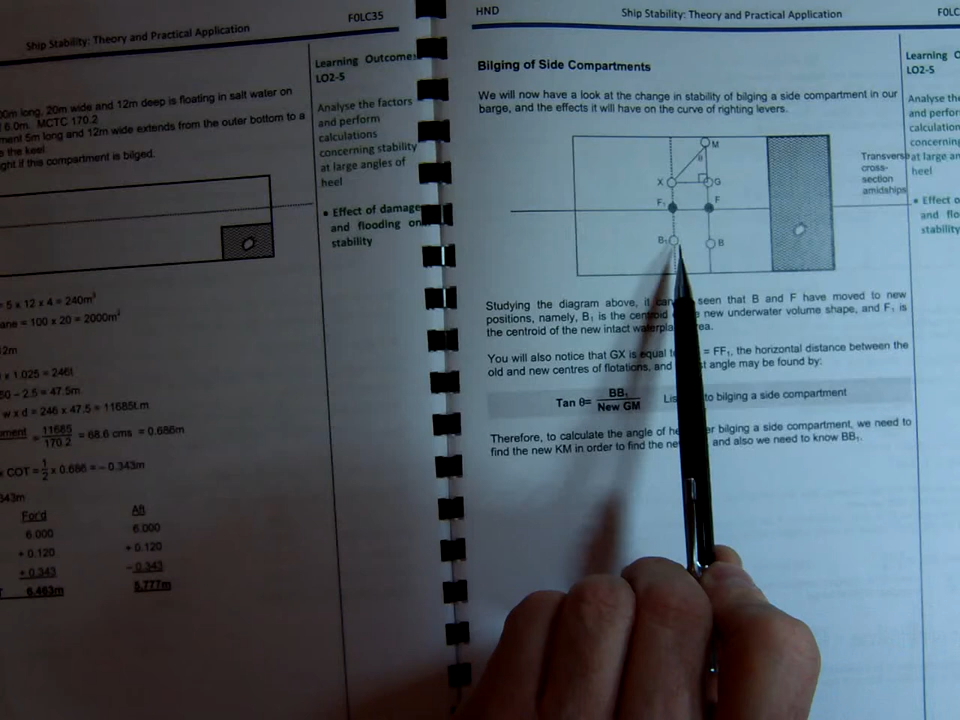 Ship Stability: Theory and Practical Application
F0LC35
Learning Outcomes
LO2-5
Analyse the factors
and perform
calculations
concerning stability
at large angles of
heel
• Effect of damage
and flooding on
stability
00m long, 20m wide and 12m deep is floating in salt water on
6.0m. MCTC 170.2
ment 5m long and 12m wide extends from the outer bottom to a
the keel
ght if this compartment is bilged.
= 5 x 12 x 4 = 240m³
ane = 100 x 20 = 2000m²
2m
x 1.025 = 246t
50 – 2.5 = 47.5m
w x d = 246 x 47.5 = 11685t.m
ment = 11685 / 170.2 = 68.6 cms = 0.686m
x COT = 1/2 x 0.686 = – 0.343m
343m
For'd Aft
6.000 6.000
+ 0.120 + 0.120
+ 0.343 – 0.343
6.463m 5.777m
HND
Ship Stability: Theory and Practical Application
F0LC
Bilging of Side Compartments
We will now have a look at the change in stability of bilging a side compartment in our
barge, and the effects it will have on the curve of righting levers.
M
θ
X G
F₁ F
B₁ B
Transverse
cross-
section
amidships
Studying the diagram above, it can seen that B and F have moved to new
positions, namely, B₁ is the centroid new underwater volume shape, and F₁ is
the centroid of the new intact waterplane area.
You will also notice that GX is equal = FF₁, the horizontal distance between the
old and new centres of flotations, and angle may be found by:
Tan θ= BB₁ / New GM to bilging a side compartment
Therefore, to calculate the angle of bilging a side compartment, we need to
find the new KM in order to find the and also we need to know BB₁.
Learning O
LO2-5
Analyse the
and perfor
calculation
concerning
at large an
heel
• Effect o
and flo
stability